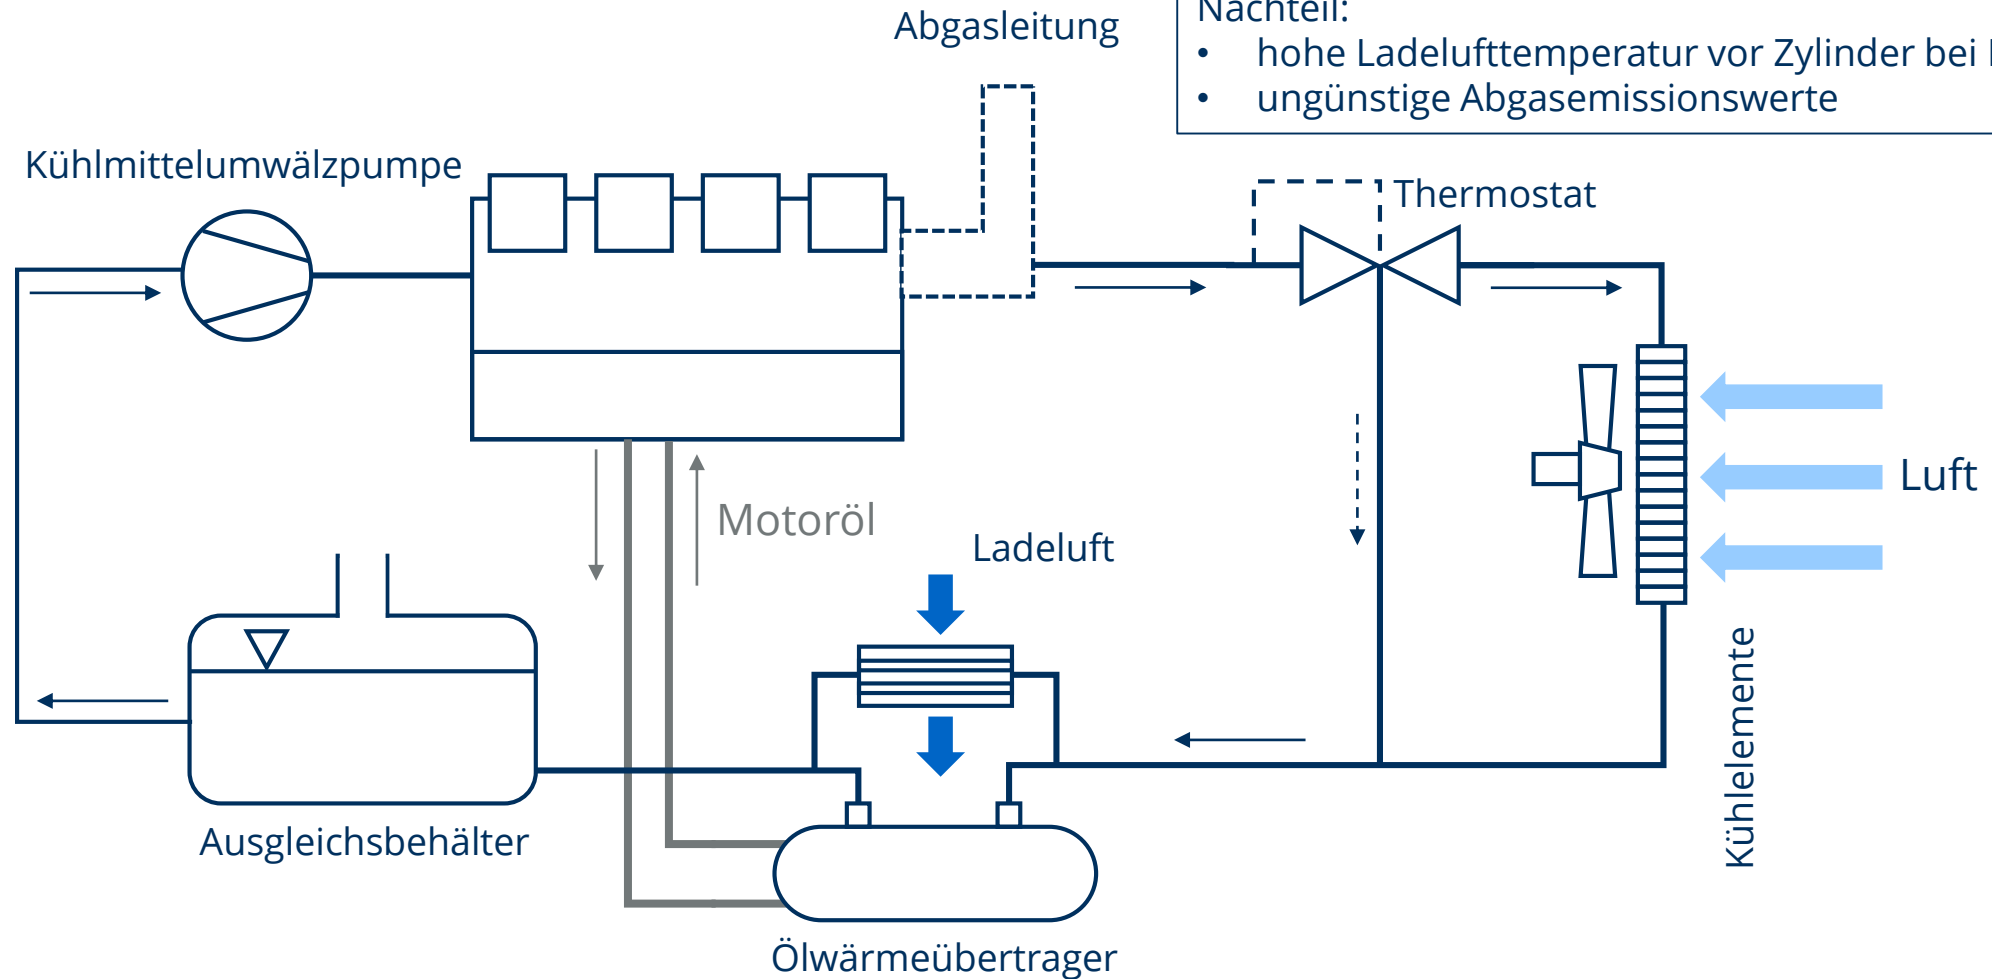 Abgasleitung
Nachteil:
• hohe Ladelufttemperatur vor Zylinder bei
• ungünstige Abgasemissionswerte
Kühlmittelumwälzpumpe
Thermostat
Luft
Motoröl
Ladeluft
Kühlelemente
Ausgleichsbehälter
Ölwärmeübertrager